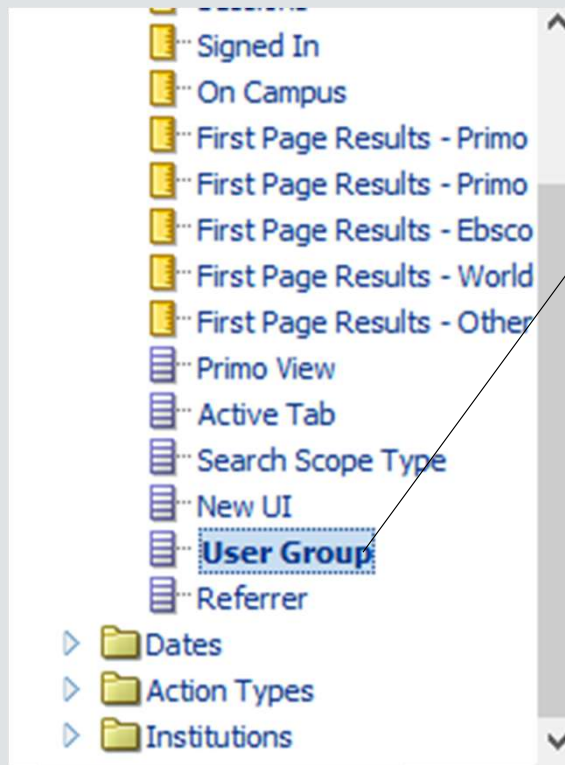 Sessions
Signed In
On Campus
First Page Results - Primo
First Page Results - Primo
First Page Results - Ebsco
First Page Results - World
First Page Results - Other
Primo View
Active Tab
Search Scope Type
New UI
User Group
Referrer
Dates
Action Types
Institutions